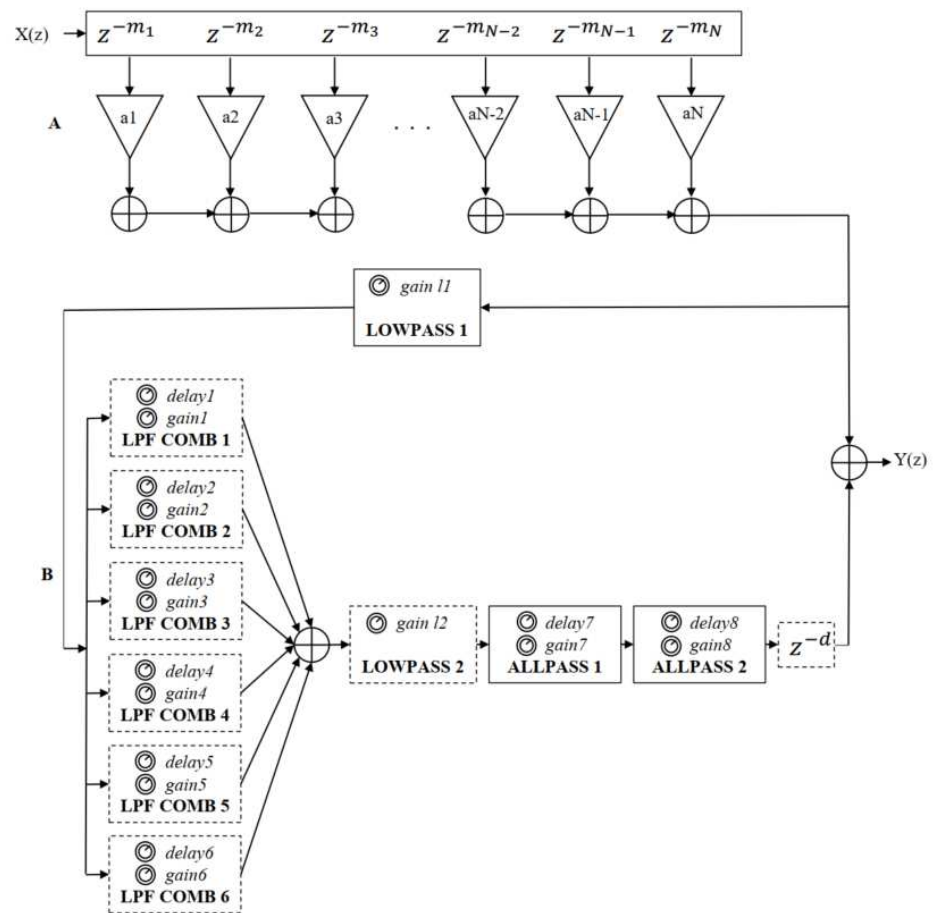 X(z) z^{-m_1} z^{-m_2} z^{-m_3} z^{-m_{N-2}} z^{-m_{N-1}} z^{-m_N}
A a1 a2 a3 . . . aN-2 aN-1 aN
gain l1
LOWPASS 1
delay1
gain1
LPF COMB 1
Y(z)
delay2
gain2
LPF COMB 2
B
delay3
gain3
LPF COMB 3
delay4
gain4
LPF COMB 4
delay5
gain5
LPF COMB 5
delay6
gain6
LPF COMB 6
gain l2
LOWPASS 2
delay7
gain7
ALLPASS 1
delay8
gain8
ALLPASS 2
z^{-d}